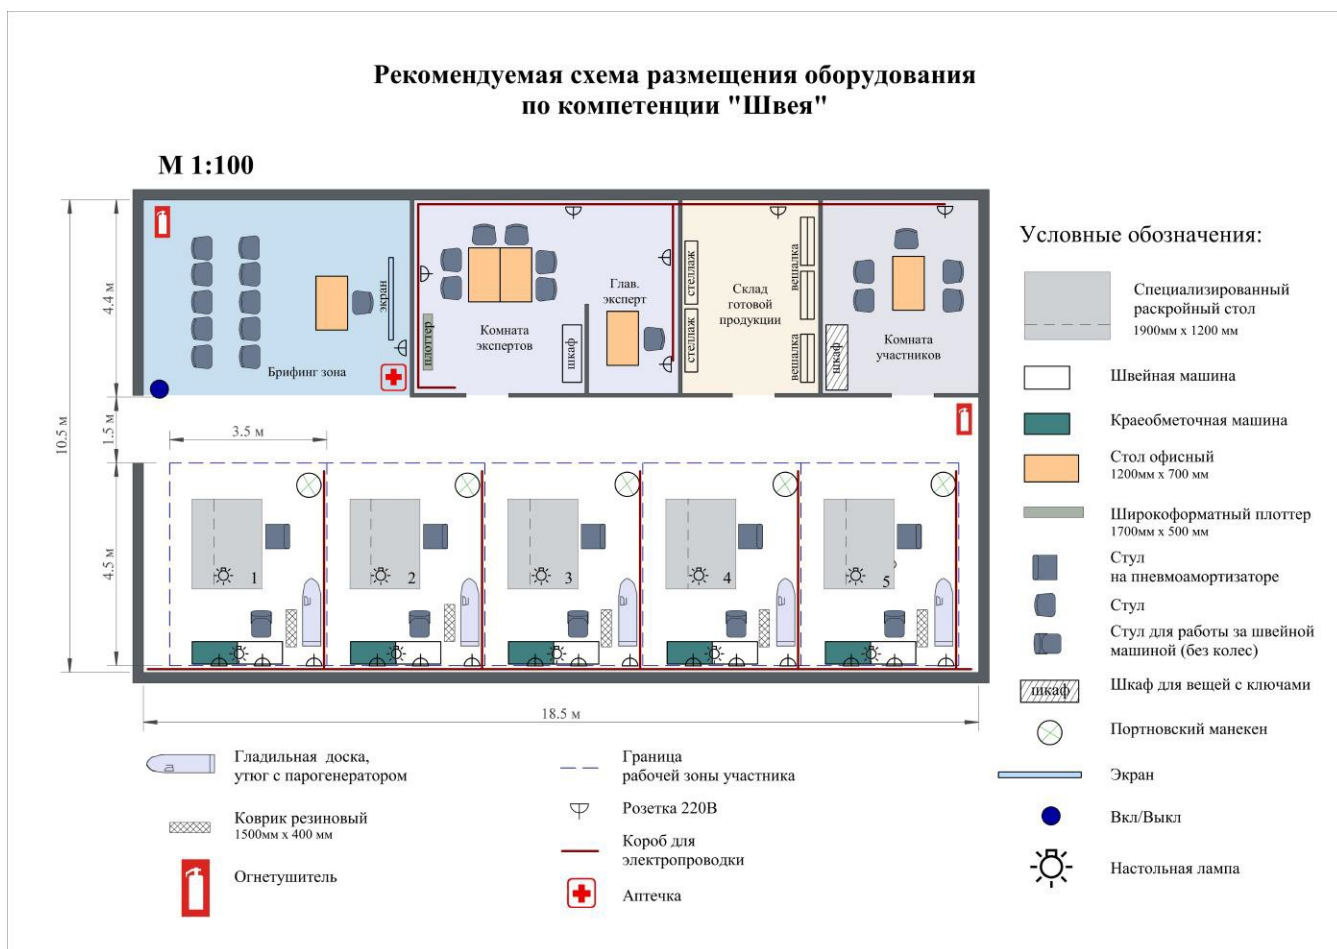 Рекомендуемая схема размещения оборудования
по компетенции "Швея"
М 1:100
10.5 м
4.4 м
1.5 м
4.5 м
3.5 м
18.5 м
экран
Брифинг зона
плоттер
Комната
экспертов
шкаф
Глав.
эксперт
стеллаж
стеллаж
Склад
готовой
продукции
вешалка
вешалка
шкаф
Комната
участников
1
2
3
4
5
Условные обозначения:
Специализированный
раскройный стол
1900мм х 1200 мм
Швейная машина
Краеобметочная машина
Стол офисный
1200мм х 700 мм
Широкоформатный плоттер
1700мм х 500 мм
Стул
на пневмоамортизаторе
Стул
Стул для работы за швейной
машиной (без колес)
шкаф
Шкаф для вещей с ключами
Портновский манекен
Экран
Вкл/Выкл
Настольная лампа
Гладильная доска,
утюг с парогенератором
Коврик резиновый
1500мм х 400 мм
Огнетушитель
Граница
рабочей зоны участника
Розетка 220В
Короб для
электропроводки
Аптечка